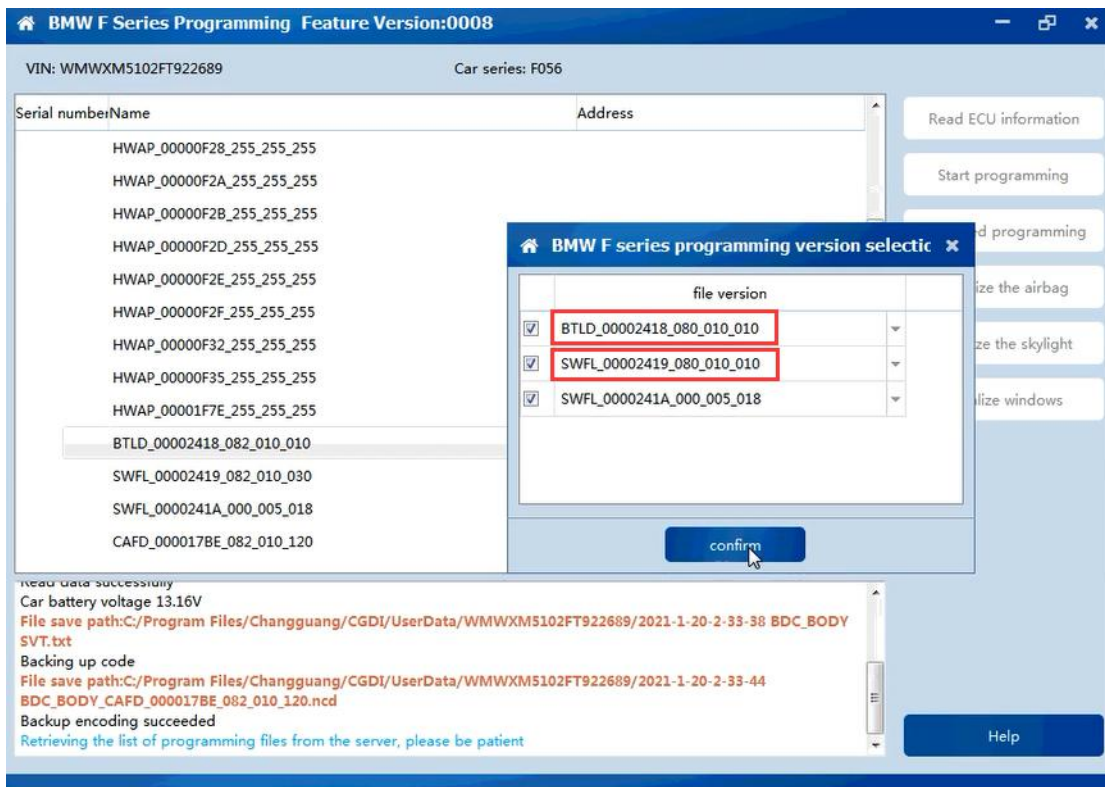 BMW F Series Programming Feature Version:0008
VIN: WMWXM5102FT922689 Car series: F056
Serial number Name Address
HWAP_00000F28_255_255_255
HWAP_00000F2A_255_255_255
HWAP_00000F2B_255_255_255
HWAP_00000F2D_255_255_255
HWAP_00000F2E_255_255_255
HWAP_00000F2F_255_255_255
HWAP_00000F32_255_255_255
HWAP_00000F35_255_255_255
HWAP_00001F7E_255_255_255
BTLD_00002418_082_010_010
SWFL_00002419_082_010_030
SWFL_0000241A_000_005_018
CAFD_000017BE_082_010_120
Read ECU information
Start programming
d programming
ize the airbag
ze the skylight
lize windows
BMW F series programming version selectic
file version
BTLD_00002418_080_010_010
SWFL_00002419_080_010_010
SWFL_0000241A_000_005_018
confirm
Read data successfully
Car battery voltage 13.16V
File save path:C:/Program Files/Changguang/CGDI/UserData/WMWXM5102FT922689/2021-1-20-2-33-38 BDC_BODY
SVT.txt
Backing up code
File save path:C:/Program Files/Changguang/CGDI/UserData/WMWXM5102FT922689/2021-1-20-2-33-44
BDC_BODY_CAFD_000017BE_082_010_120.ncd
Backup encoding succeeded
Retrieving the list of programming files from the server, please be patient
Help